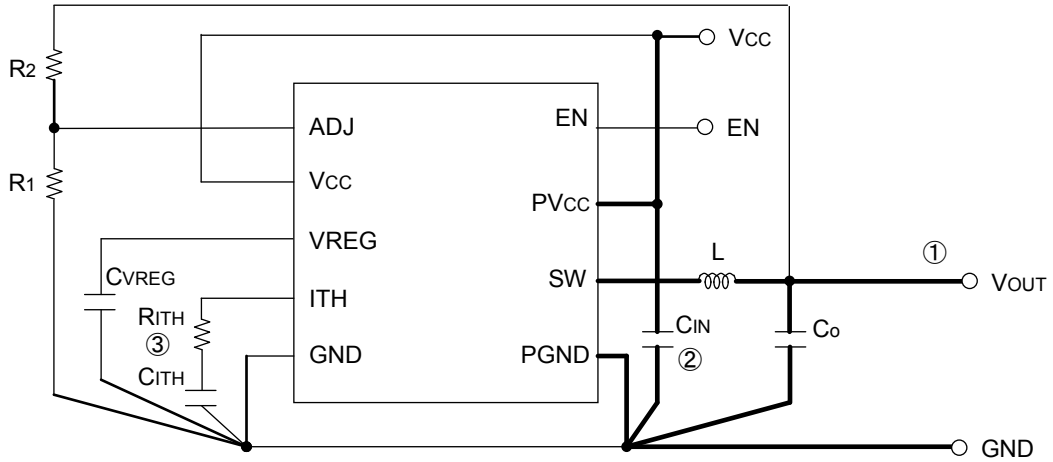 VCC
R2
ADJ
EN
EN
R1
VCC
PVCC
VREG
L
①
CVREG
ITH
SW
VOUT
RITH
③
CIN
CO
GND
PGND
②
CITH
GND